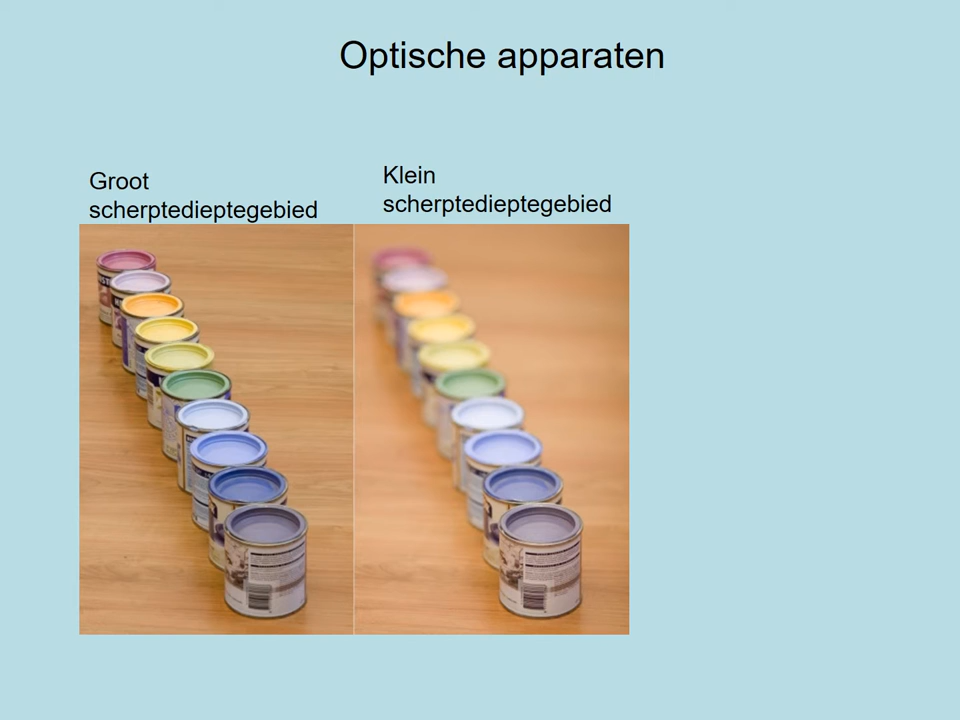 Optische apparaten
Groot
scherptedieptegebied
Klein
scherptedieptegebied